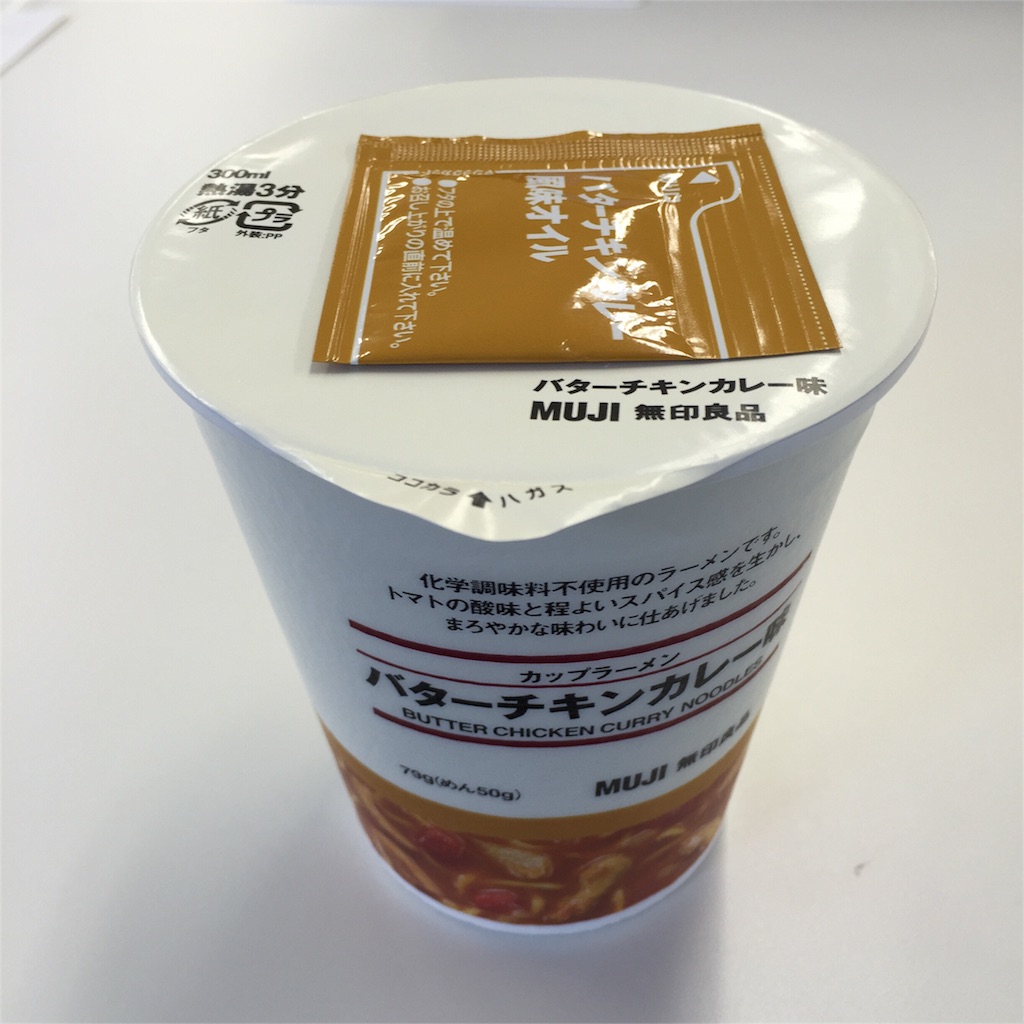 300ml
熱湯3分
紙
プラ
フタ
外装:PP
バターチキンカレー
風味オイル
●フタの上で温めて下さい。
●お召し上がりの直前に入れて下さい。
バターチキンカレー味
MUJI 無印良品
ココカラ⬆ハガス
化学調味料不使用のラーメンです。
トマトの酸味と程よいスパイス感を生かし、
まろやかな味わいに仕あげました。
カップラーメン
バターチキンカレー味
BUTTER CHICKEN CURRY NOODLES
79g(めん50g)
MUJI 無印良品